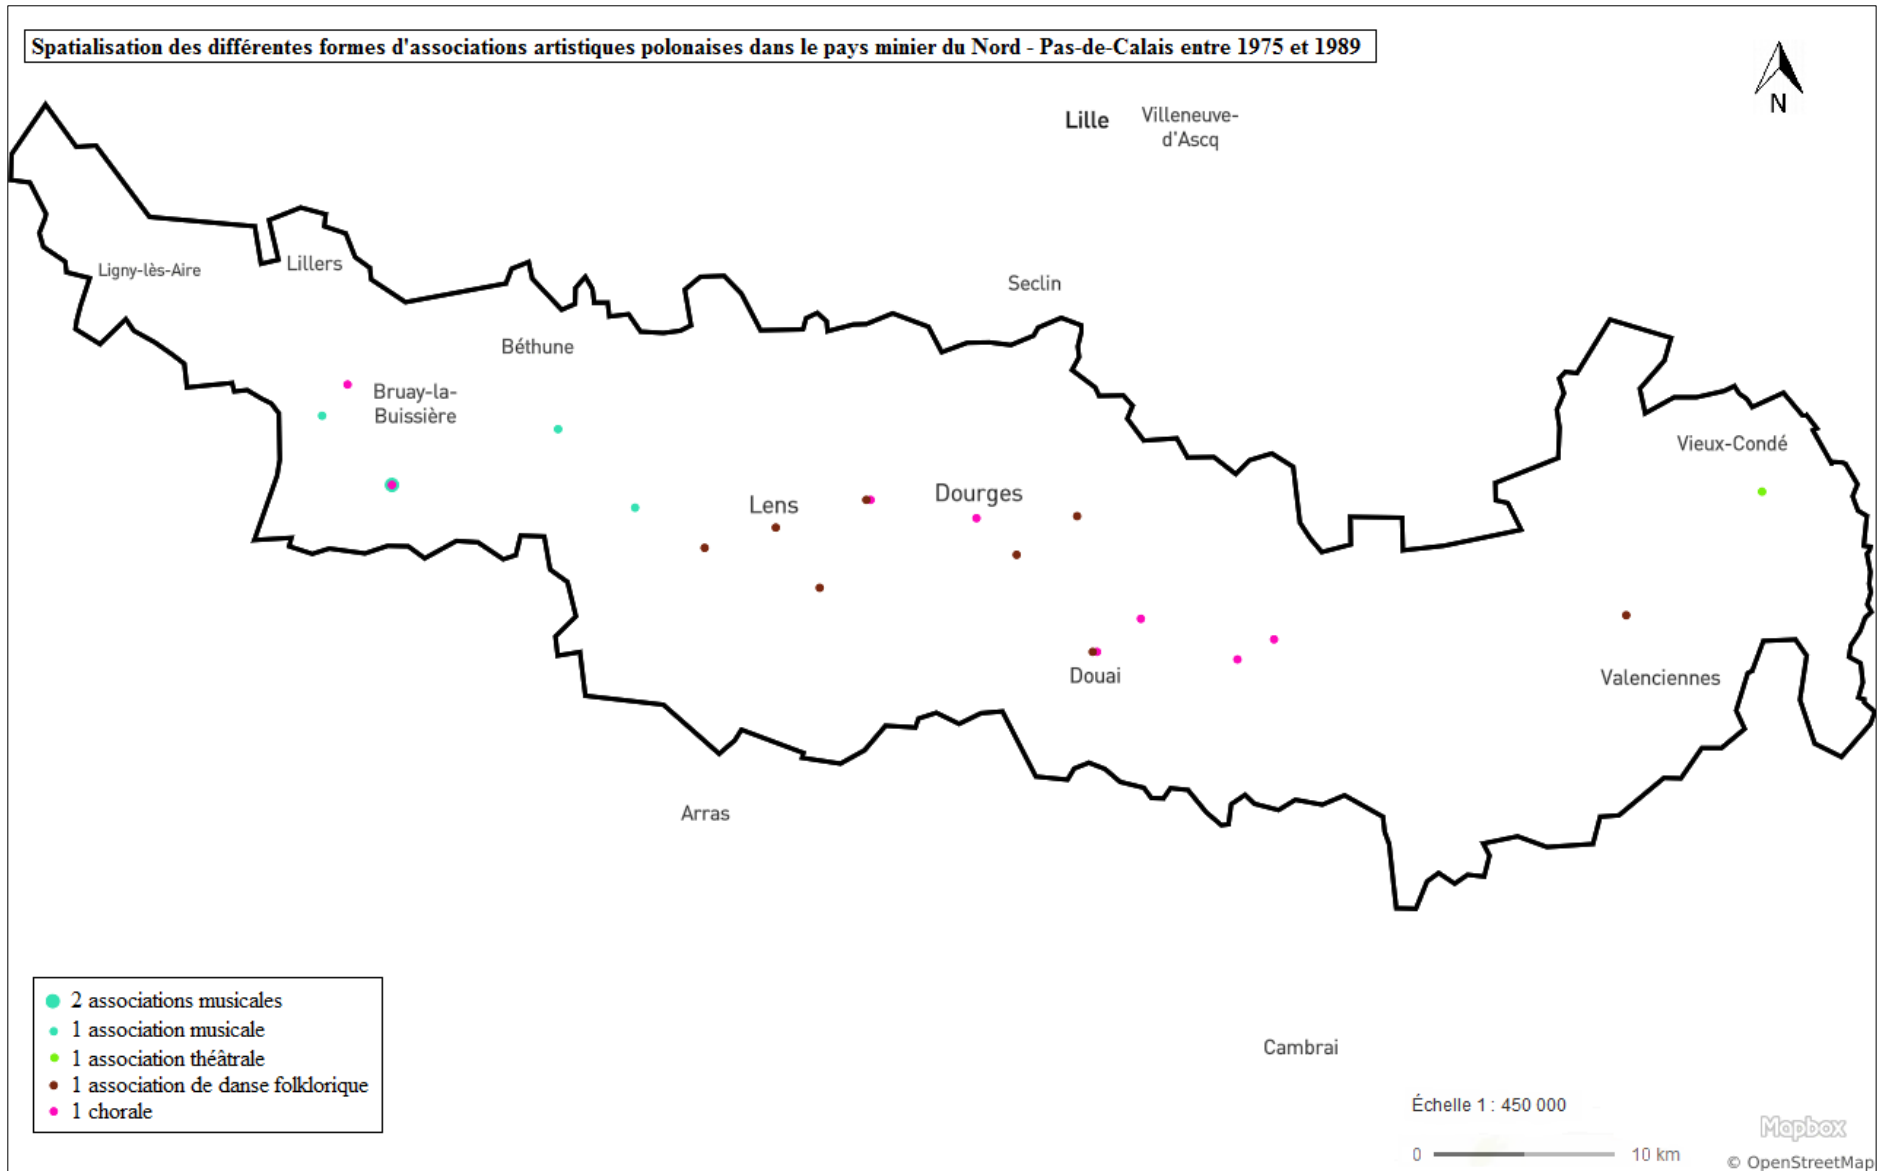 Spatialisation des différentes formes d'associations artistiques polonaises dans le pays minier du Nord - Pas-de-Calais entre 1975 et 1989
N
Lille
Villeneuve-
d'Ascq
Ligny-lès-Aire
Lillers
Seclin
Béthune
Bruay-la-
Buissière
Vieux-Condé
Lens
Dourges
Douai
Valenciennes
Arras
Cambrai
2 associations musicales
1 association musicale
1 association théâtrale
1 association de danse folklorique
1 chorale
Échelle 1 : 450 000
0
10 km
Mapbox
© OpenStreetMap